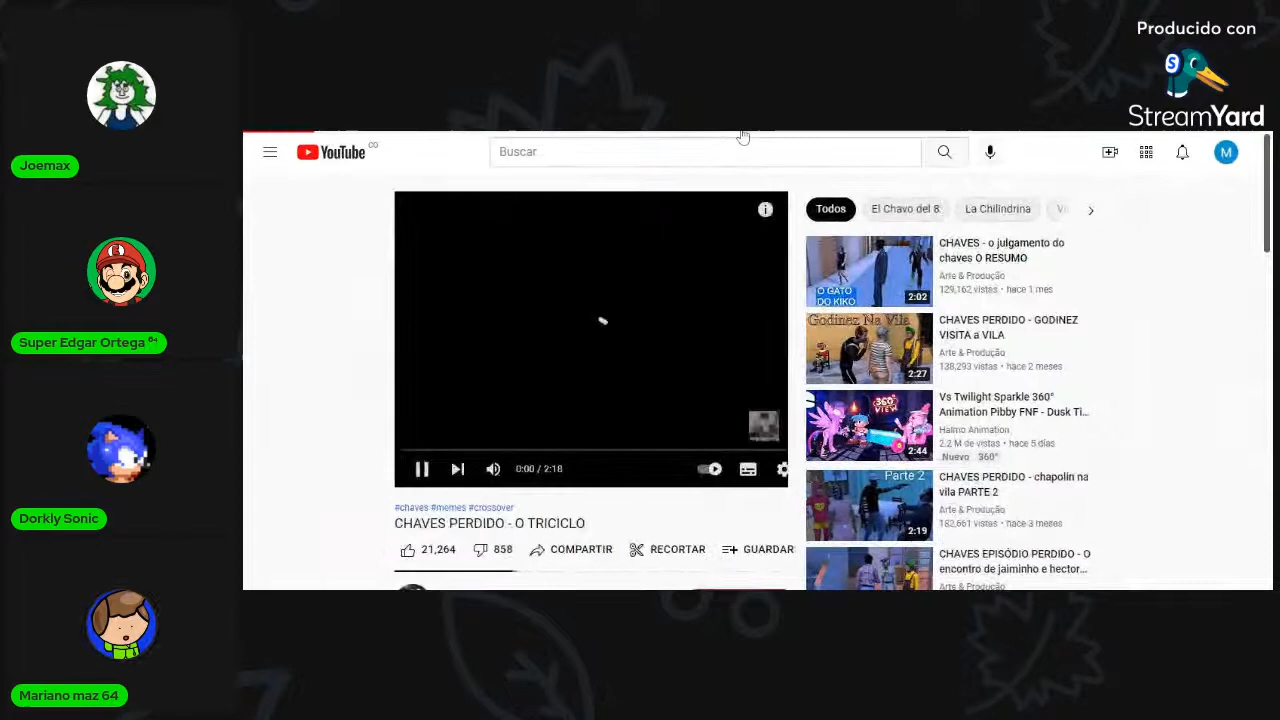 Producido con
StreamYard
Joemax
Super Edgar Ortega ⁶⁴
Dorkly Sonic
Mariano maz 64
YouTube CO
Buscar
M
0:00 / 2:18
#chaves #memes #crossover
CHAVES PERDIDO - O TRICICLO
21,264 858 COMPARTIR RECORTAR GUARDAR
Todos El Chavo del 8 La Chilindrina
CHAVES - o julgamento do
chaves O RESUMO
Arte & Produção
129,162 vistas • hace 1 mes
O GATO
DO KIKO
2:02
CHAVES PERDIDO - GODINEZ
VISITA a VILA
Arte & Produção
138,293 vistas • hace 2 meses
Godinez Na Vila
2:27
Vs Twilight Sparkle 360°
Animation Pibby FNF - Dusk Ti...
Halmo Animation
2.2 M de vistas • hace 5 días
Nuevo 360°
360°
VIEW
2:44
CHAVES PERDIDO - chapolin na
vila PARTE 2
Arte & Produção
182,661 vistas • hace 3 meses
Parte 2
2:19
CHAVES EPISÓDIO PERDIDO - O
encontro de jaiminho e hector...
Arte & Produção